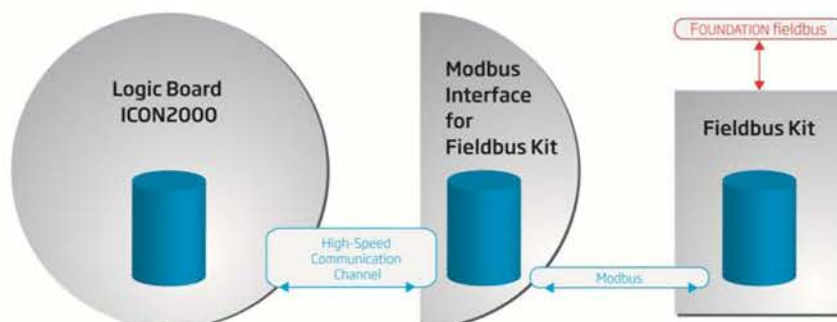 Logic Board
ICON2000
High-Speed
Communication
Channel
Modbus
Interface
for
Fieldbus Kit
Modbus
FOUNDATION fieldbus
Fieldbus Kit